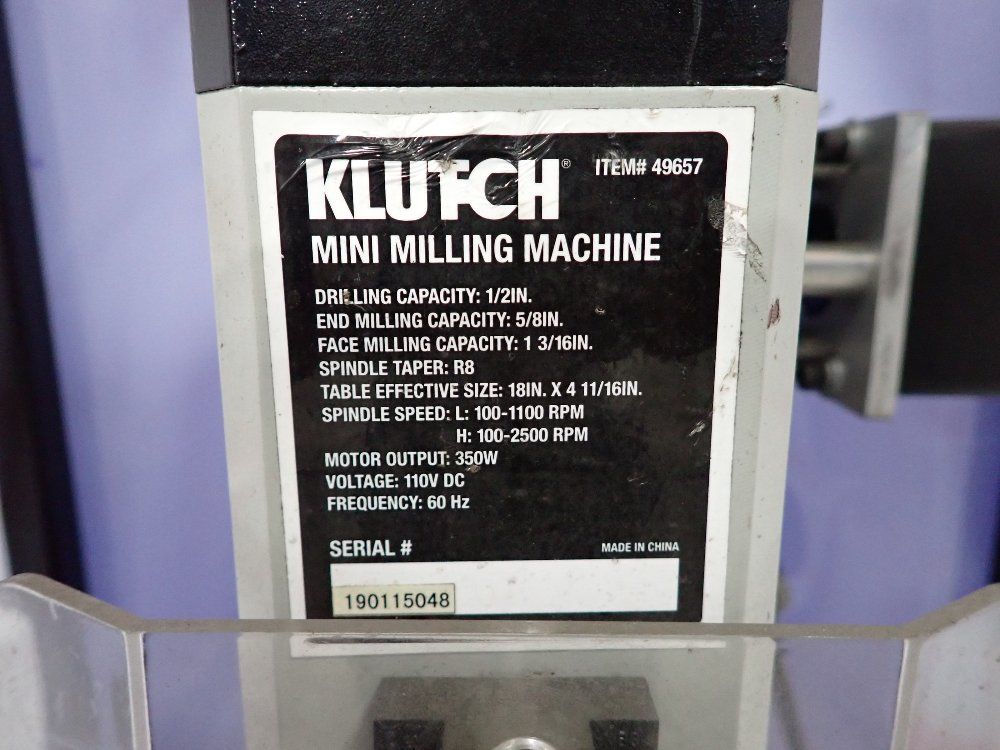 KLUTCH® ITEM# 49657
MINI MILLING MACHINE
DRILLING CAPACITY: 1/2IN.
END MILLING CAPACITY: 5/8IN.
FACE MILLING CAPACITY: 1 3/16IN.
SPINDLE TAPER: R8
TABLE EFFECTIVE SIZE: 18IN. X 4 11/16IN.
SPINDLE SPEED: L: 100-1100 RPM
H: 100-2500 RPM
MOTOR OUTPUT: 350W
VOLTAGE: 110V DC
FREQUENCY: 60 Hz
SERIAL # MADE IN CHINA
190115048